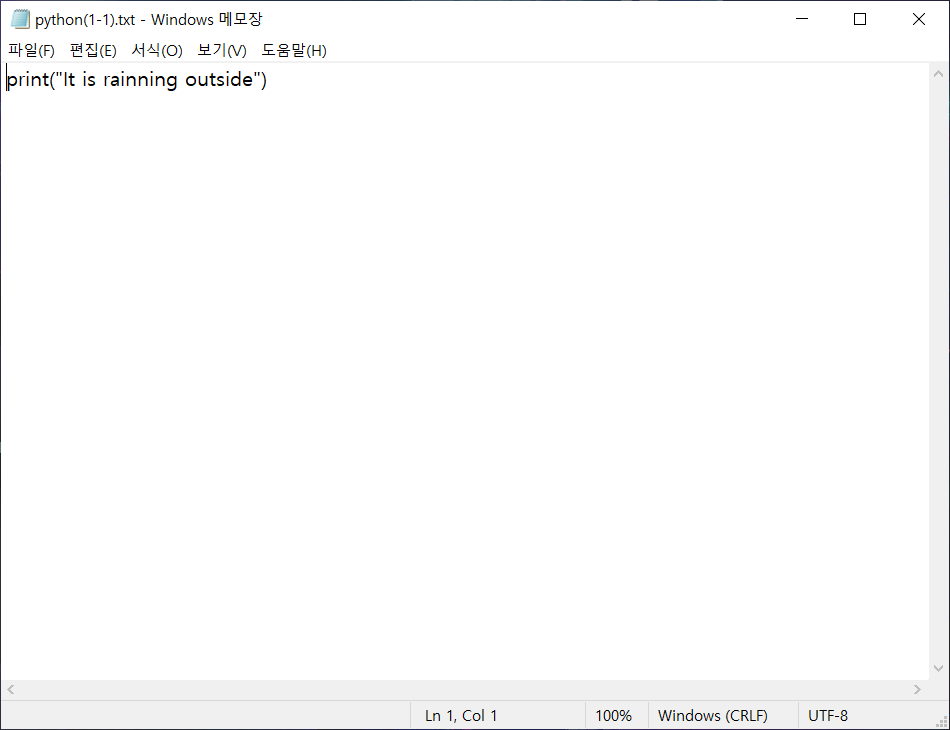 python(1-1).txt - Windows 메모장
파일(F) 편집(E) 서식(O) 보기(V) 도움말(H)
print("It is rainning outside")
Ln 1, Col 1 100% Windows (CRLF) UTF-8